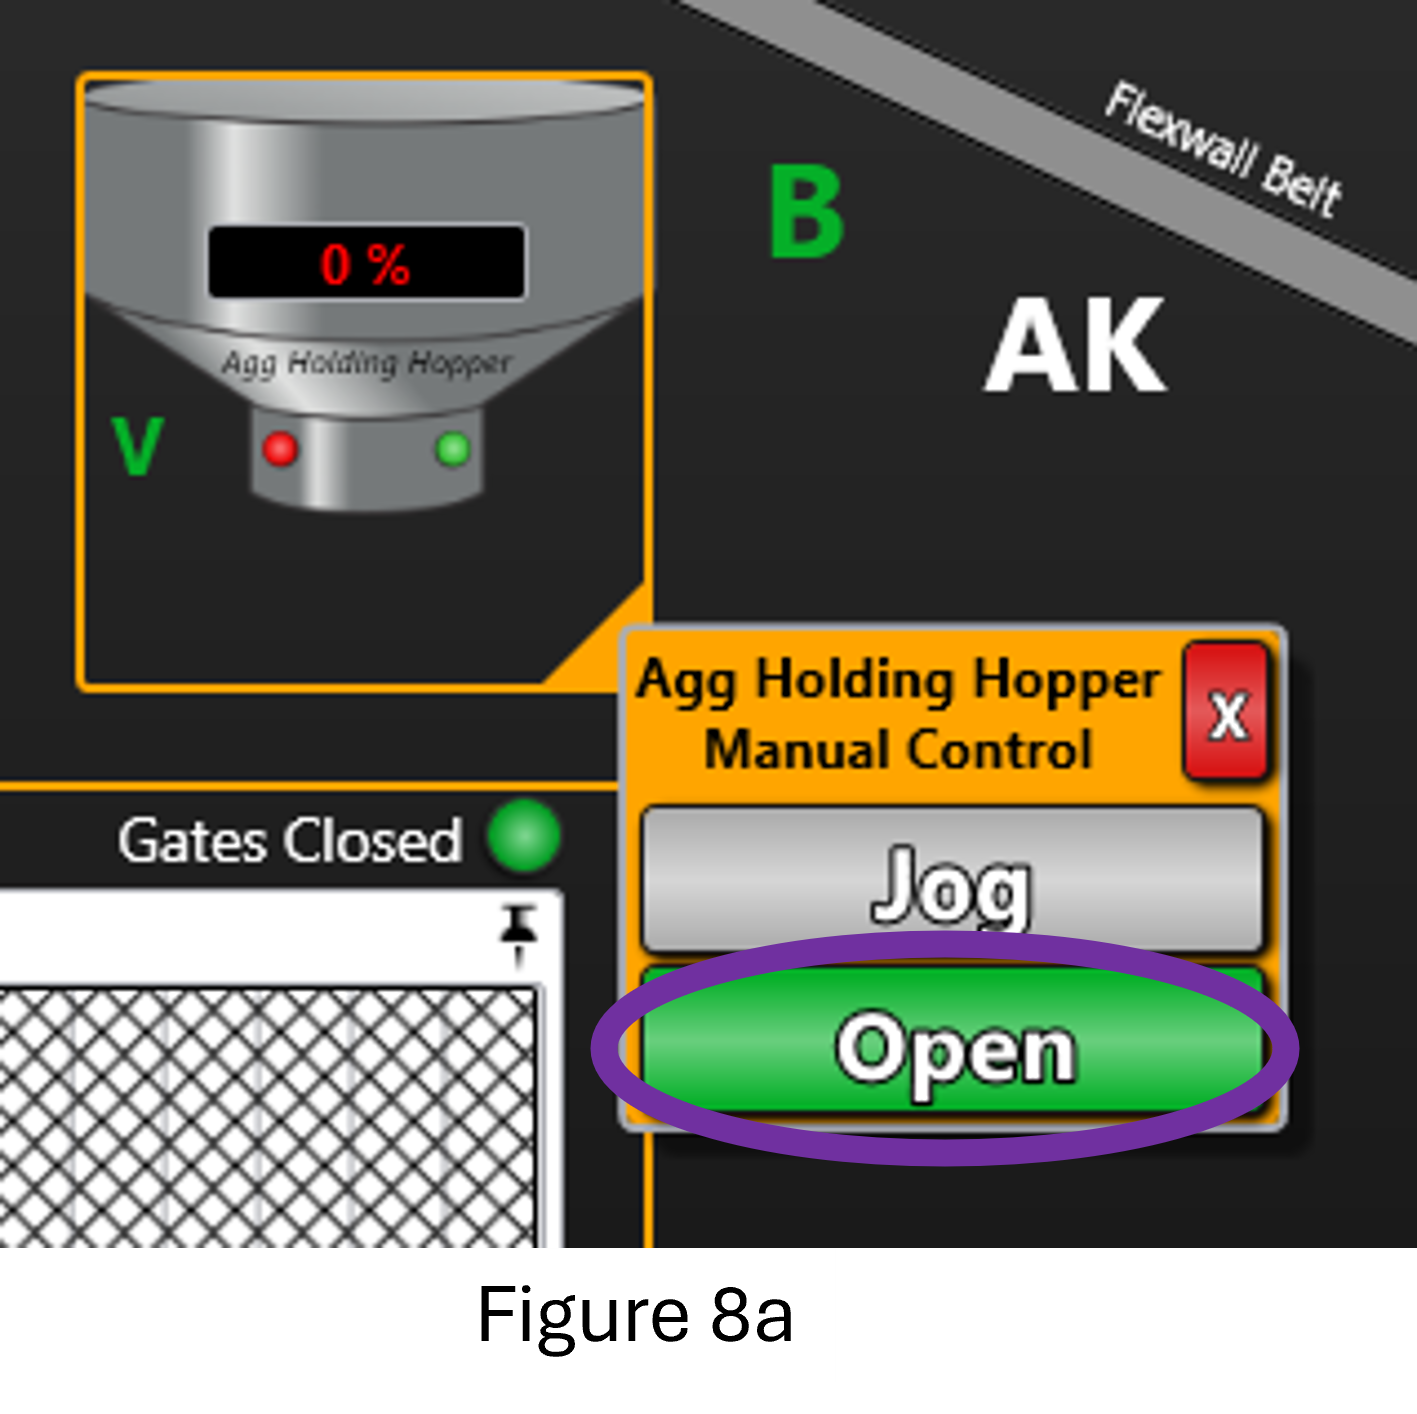 Flexwall Belt
B
0 %
AK
Agg Holding Hopper
V
Agg Holding Hopper
Manual Control
X
Gates Closed
Jog
Open
Figure 8a